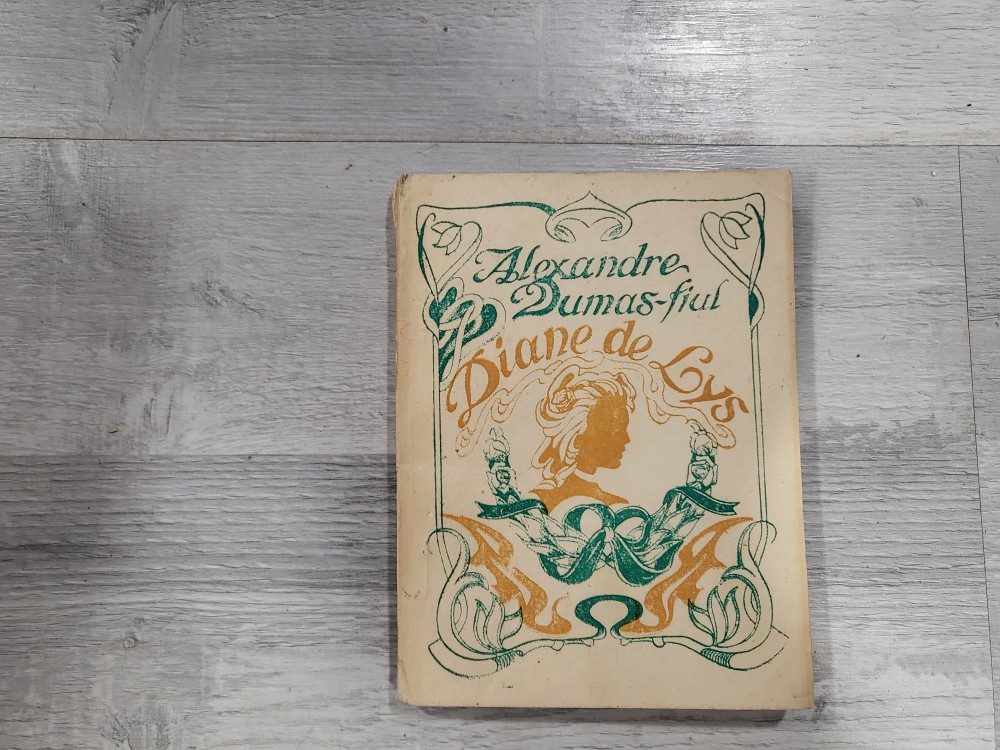 Alexandre
Dumas-fiul
Diane de Lys